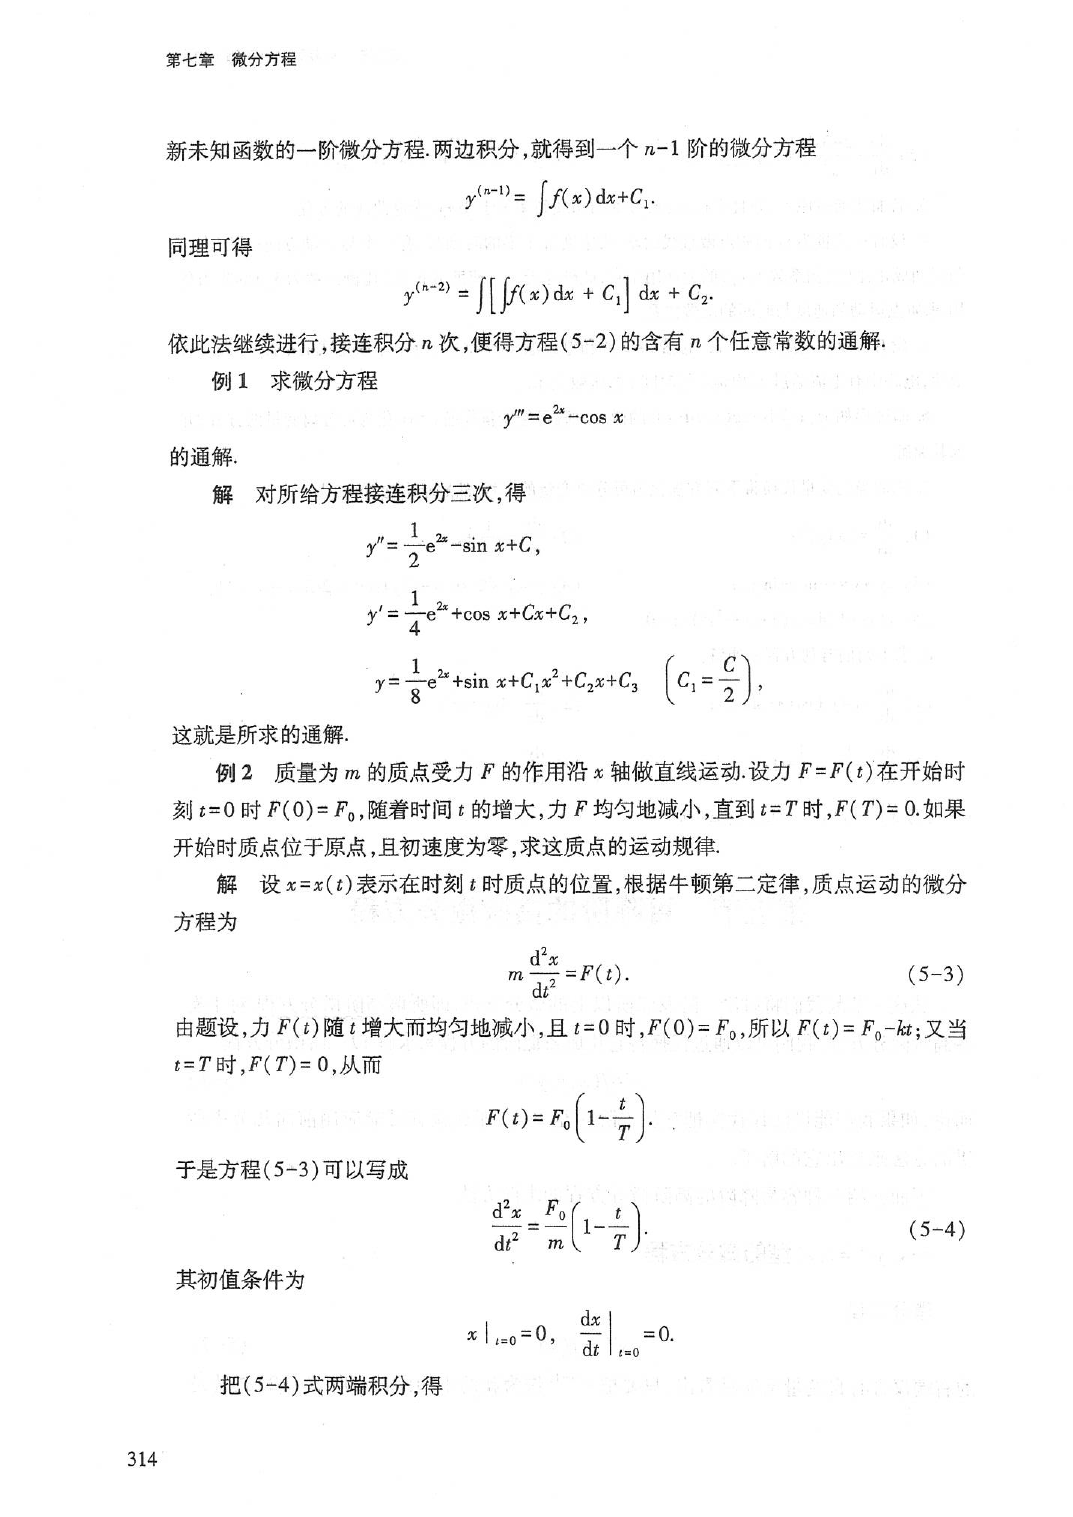 第七章 微分方程
新未知函数的一阶微分方程.两边积分,就得到一个 n-1 阶的微分方程
y^{(n-1)} = ∫f(x)dx+C₁.
同理可得
y^{(n-2)} = ∫[∫f(x)dx + C₁]dx + C₂.
依此法继续进行,接连积分 n 次,便得方程(5-2)的含有 n 个任意常数的通解.
例 1 求微分方程
y‴=e^{2x}-cos x
的通解.
解 对所给方程接连积分三次,得
y″=\frac{1}{2}e^{2x}-sin x+C,
y′=\frac{1}{4}e^{2x}+cos x+Cx+C₂,
y=\frac{1}{8}e^{2x}+sin x+C₁x²+C₂x+C₃ (C₁=\frac{C}{2}),
这就是所求的通解.
例 2 质量为 m 的质点受力 F 的作用沿 x 轴做直线运动.设力 F=F(t)在开始时
刻 t=0 时 F(0)=F₀,随着时间 t 的增大,力 F 均匀地减小,直到 t=T 时,F(T)=0.如果
开始时质点位于原点,且初速度为零,求这质点的运动规律.
解 设 x=x(t)表示在时刻 t 时质点的位置,根据牛顿第二定律,质点运动的微分
方程为
m\frac{d²x}{dt²}=F(t). (5-3)
由题设,力 F(t)随 t 增大而均匀地减小,且 t=0 时,F(0)=F₀,所以 F(t)=F₀-kt;又当
t=T 时,F(T)=0,从而
F(t)=F₀(1-\frac{t}{T}).
于是方程(5-3)可以写成
\frac{d²x}{dt²}=\frac{F₀}{m}(1-\frac{t}{T}). (5-4)
其初值条件为
x|_{t=0}=0, \frac{dx}{dt}|_{t=0}=0.
把(5-4)式两端积分,得
314